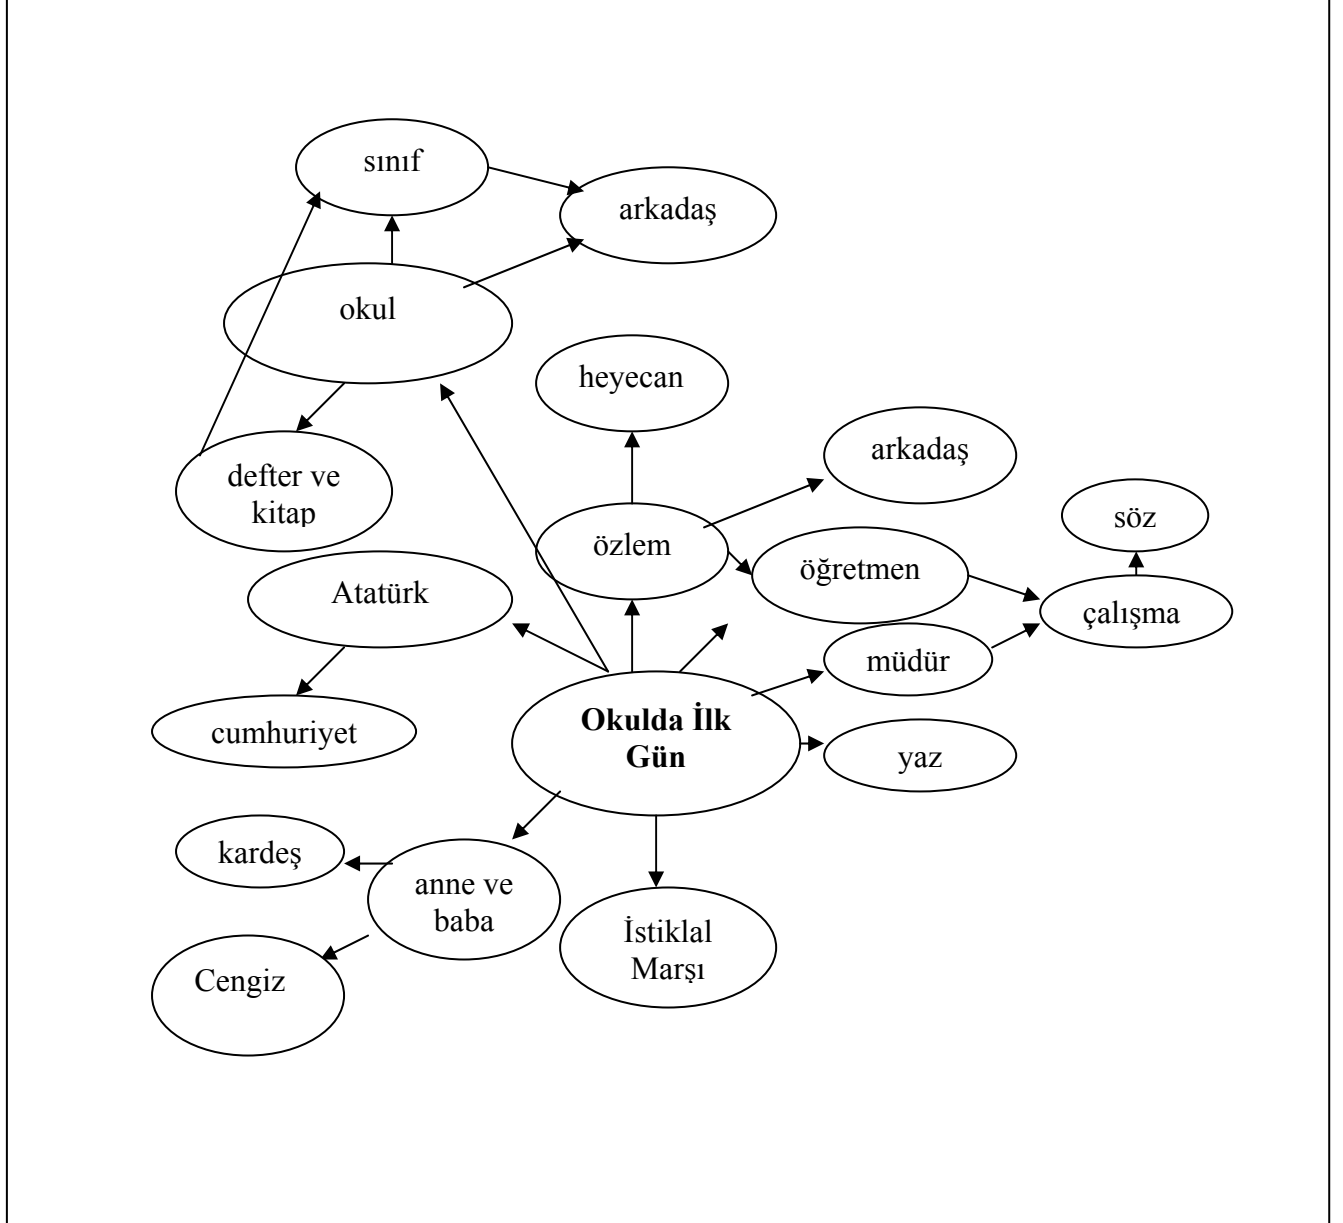 sınıf
arkadaş
okul
heyecan
arkadaş
defter ve
kitap
söz
özlem
öğretmen
Atatürk
çalışma
müdür
Okulda İlk
Gün
cumhuriyet
yaz
kardeş
anne ve
baba
İstiklal
Marşı
Cengiz